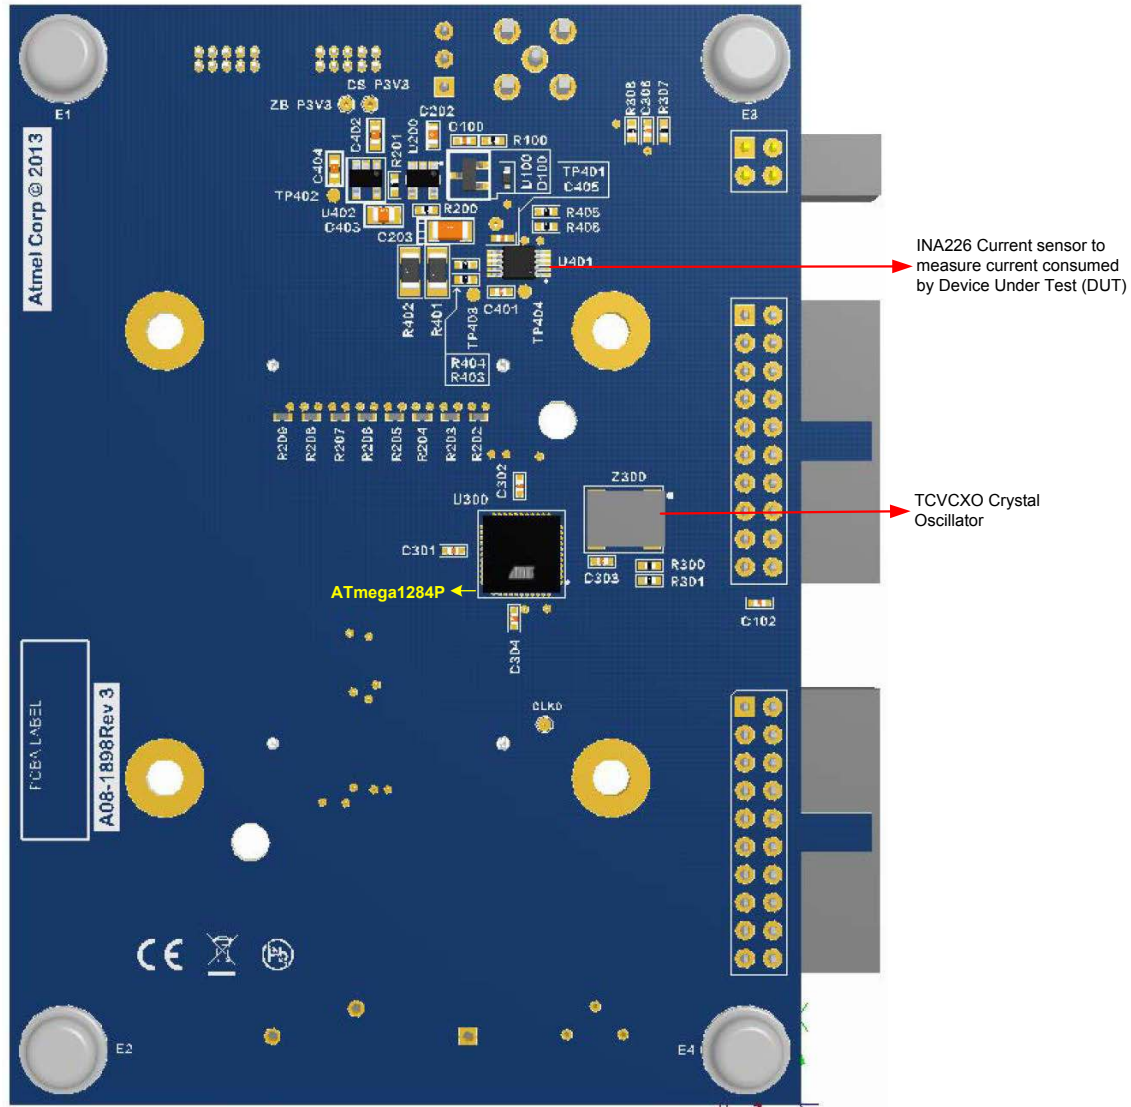 E1
E3
CS P3V3
ZB P3V3
C402
U200
C202
C100
R100
R308
C306
R307
Atmel Corp © 2013
C404
R201
U100
D100
TP401
C405
TP402
U402
C403
R200
C203
R405
R406
U401
INA226 Current sensor to
measure current consumed
by Device Under Test (DUT)
R402
R401
TP403
C401
TP404
R404
R403
R209
R208
R207
R206
R205
R204
R203
R202
C302
Z300
U300
TCVCXO Crystal
Oscillator
C301
C303
R300
R301
ATmega1284P
C304
C102
PCBA LABEL
A08-1898Rev 3
CLKO
CE
Pb
E2
E4